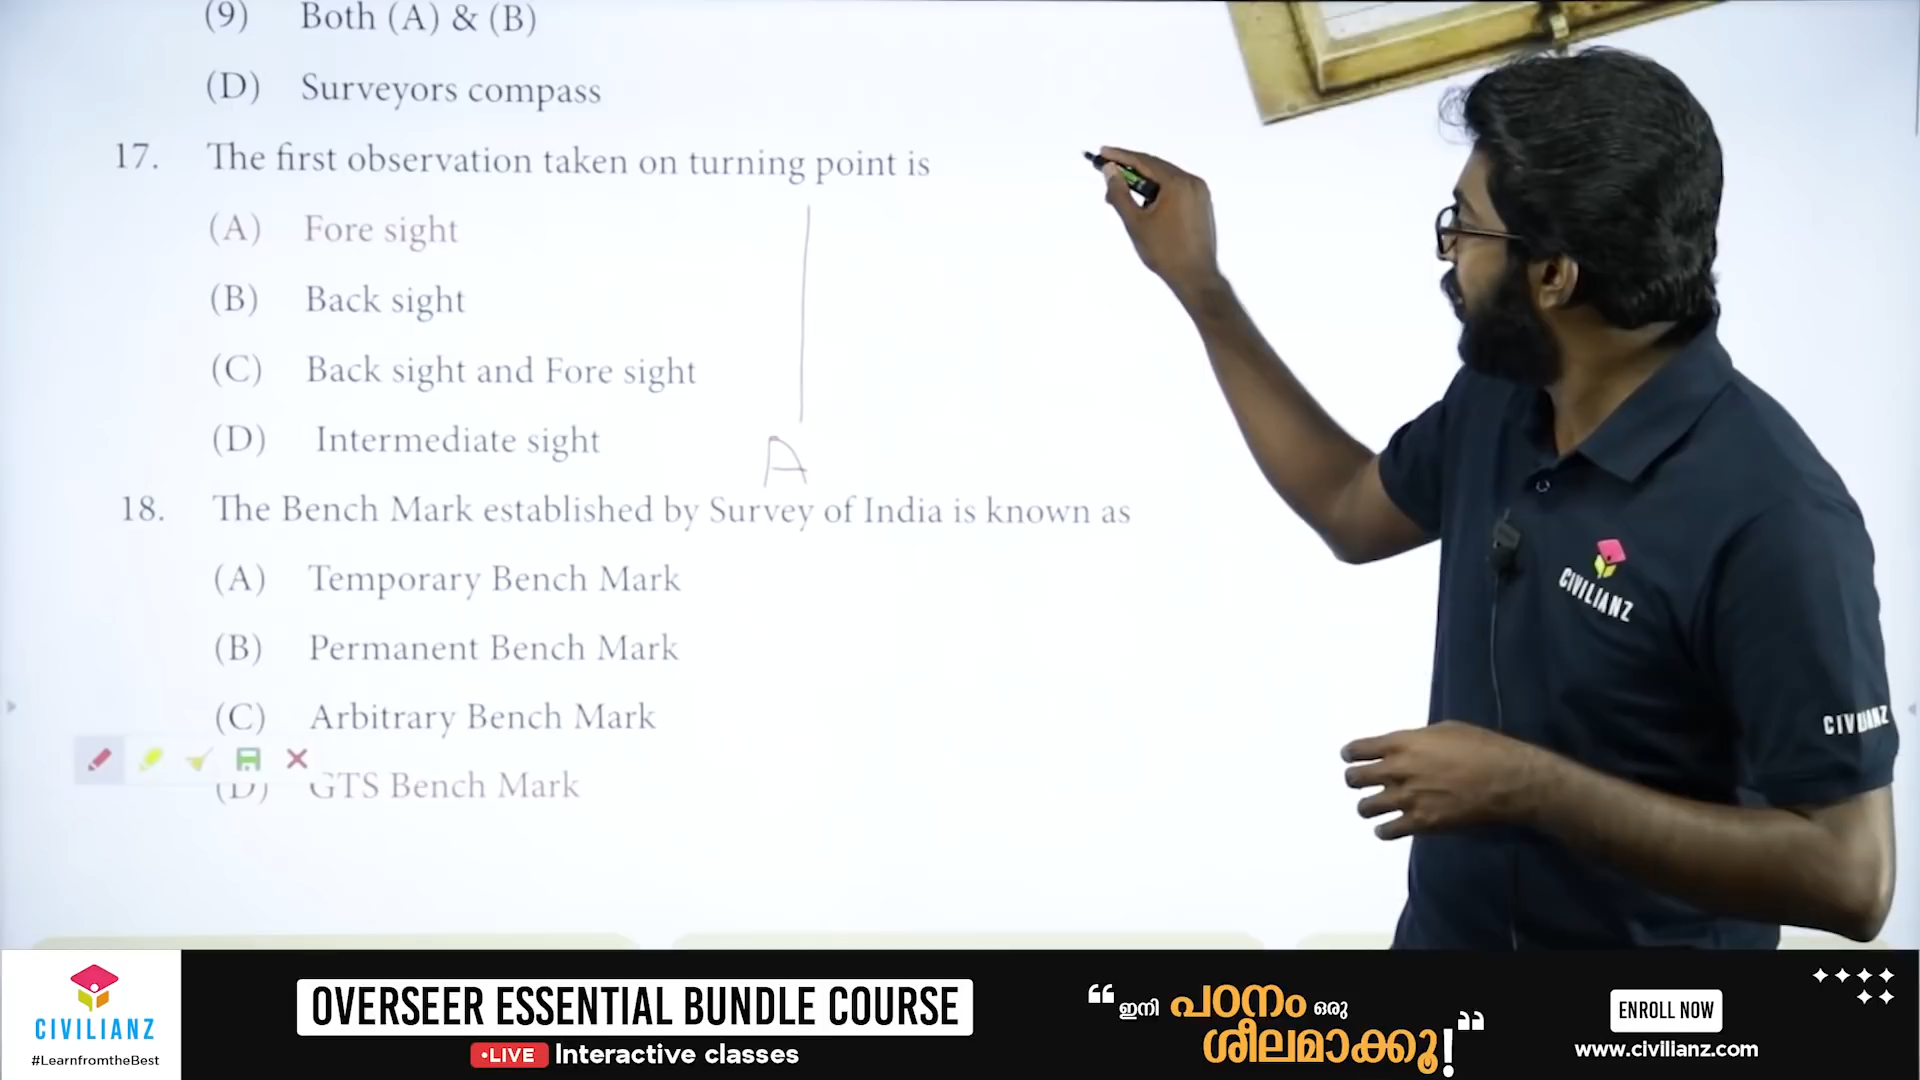 (9) Both (A) & (B)
(D) Surveyors compass
17. The first observation taken on turning point is
(A) Fore sight
(B) Back sight
(C) Back sight and Fore sight
(D) Intermediate sight
A
18. The Bench Mark established by Survey of India is known as
(A) Temporary Bench Mark
(B) Permanent Bench Mark
(C) Arbitrary Bench Mark
(D) GTS Bench Mark
CIVILIANZ
CIVILIANZ
CIVILIANZ
#LearnfromtheBest
OVERSEER ESSENTIAL BUNDLE COURSE
•LIVE Interactive classes
“ഇനി പഠനം ഒരു
ശീലമാക്കൂ!”
ENROLL NOW
www.civilianz.com